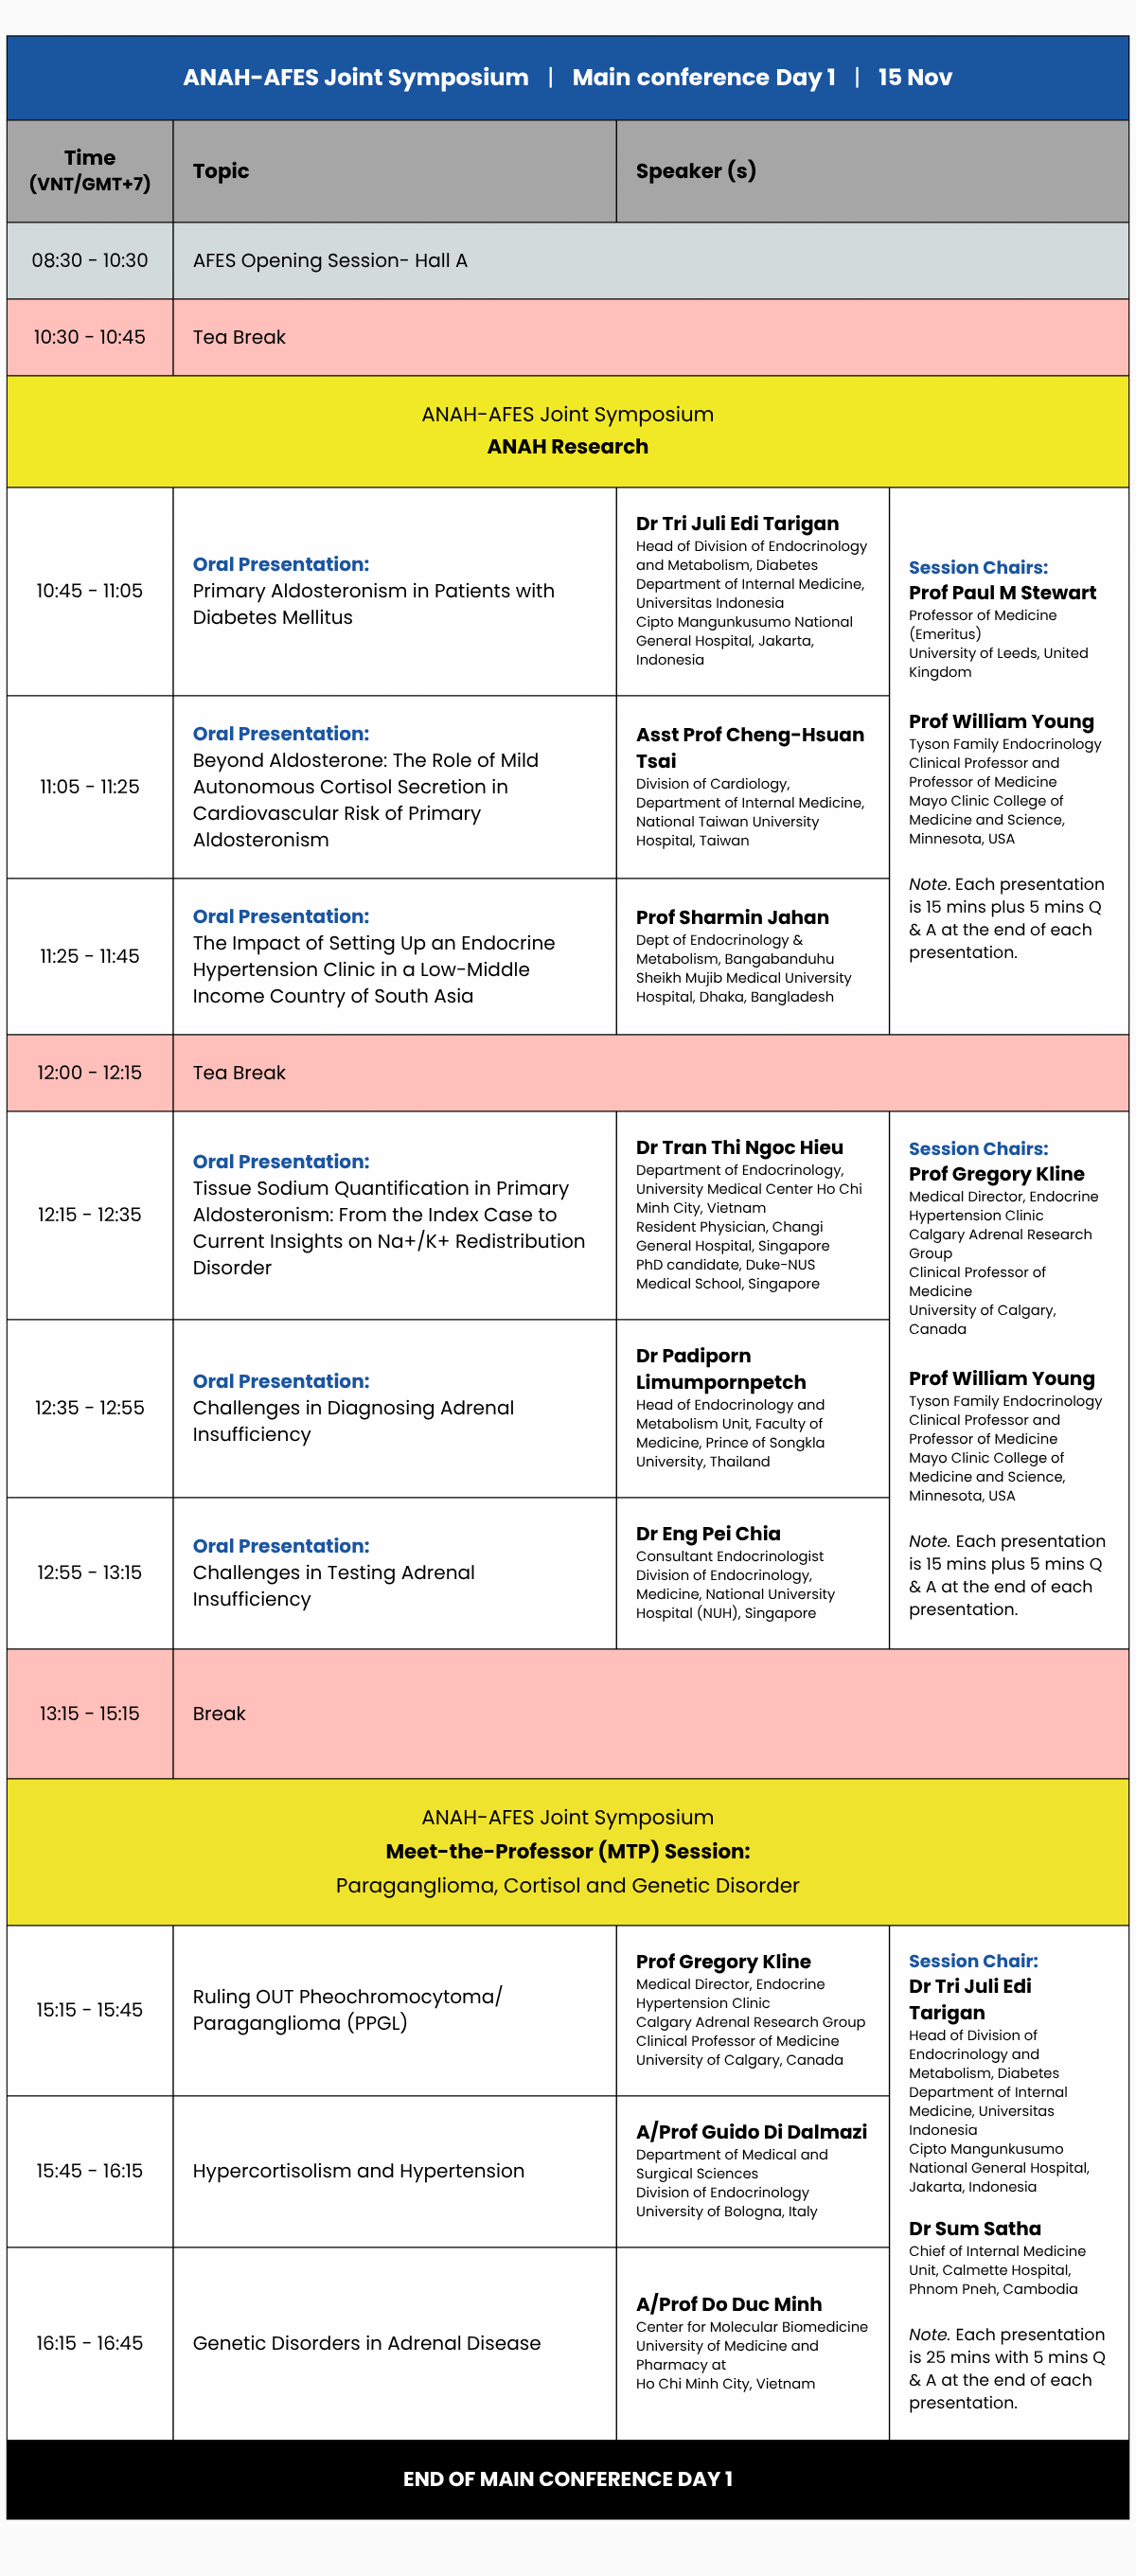 ANAH-AFES Joint Symposium | Main conference Day 1 | 15 Nov
Time
(VNT/GMT+7)
Topic
Speaker (s)
08:30 - 10:30
AFES Opening Session- Hall A
10:30 - 10:45
Tea Break
ANAH-AFES Joint Symposium
ANAH Research
10:45 - 11:05
Oral Presentation:
Primary Aldosteronism in Patients with
Diabetes Mellitus
Dr Tri Juli Edi Tarigan
Head of Division of Endocrinology
and Metabolism, Diabetes
Department of Internal Medicine,
Universitas Indonesia
Cipto Mangunkusumo National
General Hospital, Jakarta,
Indonesia
Session Chairs:
Prof Paul M Stewart
Professor of Medicine
(Emeritus)
University of Leeds, United
Kingdom
Prof William Young
Tyson Family Endocrinology
Clinical Professor and
Professor of Medicine
Mayo Clinic College of
Medicine and Science,
Minnesota, USA
Note. Each presentation
is 15 mins plus 5 mins Q
& A at the end of each
presentation.
11:05 - 11:25
Oral Presentation:
Beyond Aldosterone: The Role of Mild
Autonomous Cortisol Secretion in
Cardiovascular Risk of Primary
Aldosteronism
Asst Prof Cheng-Hsuan
Tsai
Division of Cardiology,
Department of Internal Medicine,
National Taiwan University
Hospital, Taiwan
11:25 - 11:45
Oral Presentation:
The Impact of Setting Up an Endocrine
Hypertension Clinic in a Low-Middle
Income Country of South Asia
Prof Sharmin Jahan
Dept of Endocrinology &
Metabolism, Bangabanduhu
Sheikh Mujib Medical University
Hospital, Dhaka, Bangladesh
12:00 - 12:15
Tea Break
12:15 - 12:35
Oral Presentation:
Tissue Sodium Quantification in Primary
Aldosteronism: From the Index Case to
Current Insights on Na+/K+ Redistribution
Disorder
Dr Tran Thi Ngoc Hieu
Department of Endocrinology,
University Medical Center Ho Chi
Minh City, Vietnam
Resident Physician, Changi
General Hospital, Singapore
PhD candidate, Duke-NUS
Medical School, Singapore
Session Chairs:
Prof Gregory Kline
Medical Director, Endocrine
Hypertension Clinic
Calgary Adrenal Research
Group
Clinical Professor of
Medicine
University of Calgary,
Canada
Prof William Young
Tyson Family Endocrinology
Clinical Professor and
Professor of Medicine
Mayo Clinic College of
Medicine and Science,
Minnesota, USA
Note. Each presentation
is 15 mins plus 5 mins Q
& A at the end of each
presentation.
12:35 - 12:55
Oral Presentation:
Challenges in Diagnosing Adrenal
Insufficiency
Dr Padiporn
Limumpornpetch
Head of Endocrinology and
Metabolism Unit, Faculty of
Medicine, Prince of Songkla
University, Thailand
12:55 - 13:15
Oral Presentation:
Challenges in Testing Adrenal
Insufficiency
Dr Eng Pei Chia
Consultant Endocrinologist
Division of Endocrinology,
Medicine, National University
Hospital (NUH), Singapore
13:15 - 15:15
Break
ANAH-AFES Joint Symposium
Meet-the-Professor (MTP) Session:
Paraganglioma, Cortisol and Genetic Disorder
15:15 - 15:45
Ruling OUT Pheochromocytoma/
Paraganglioma (PPGL)
Prof Gregory Kline
Medical Director, Endocrine
Hypertension Clinic
Calgary Adrenal Research Group
Clinical Professor of Medicine
University of Calgary, Canada
Session Chair:
Dr Tri Juli Edi
Tarigan
Head of Division of
Endocrinology and
Metabolism, Diabetes
Department of Internal
Medicine, Universitas
Indonesia
Cipto Mangunkusumo
National General Hospital,
Jakarta, Indonesia
Dr Sum Satha
Chief of Internal Medicine
Unit, Calmette Hospital,
Phnom Pneh, Cambodia
Note. Each presentation
is 25 mins with 5 mins Q
& A at the end of each
presentation.
15:45 - 16:15
Hypercortisolism and Hypertension
A/Prof Guido Di Dalmazi
Department of Medical and
Surgical Sciences
Division of Endocrinology
University of Bologna, Italy
16:15 - 16:45
Genetic Disorders in Adrenal Disease
A/Prof Do Duc Minh
Center for Molecular Biomedicine
University of Medicine and
Pharmacy at
Ho Chi Minh City, Vietnam
END OF MAIN CONFERENCE DAY 1